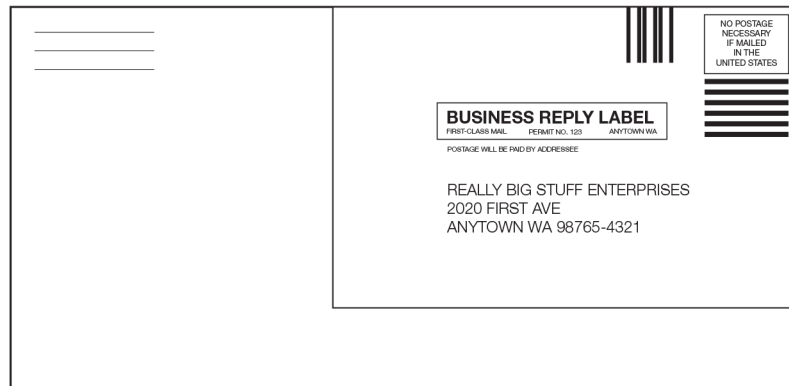 NO POSTAGE
NECESSARY
IF MAILED
IN THE
UNITED STATES
BUSINESS REPLY LABEL
FIRST-CLASS MAIL PERMIT NO. 123 ANYTOWN WA
POSTAGE WILL BE PAID BY ADDRESSEE
REALLY BIG STUFF ENTERPRISES
2020 FIRST AVE
ANYTOWN WA 98765-4321